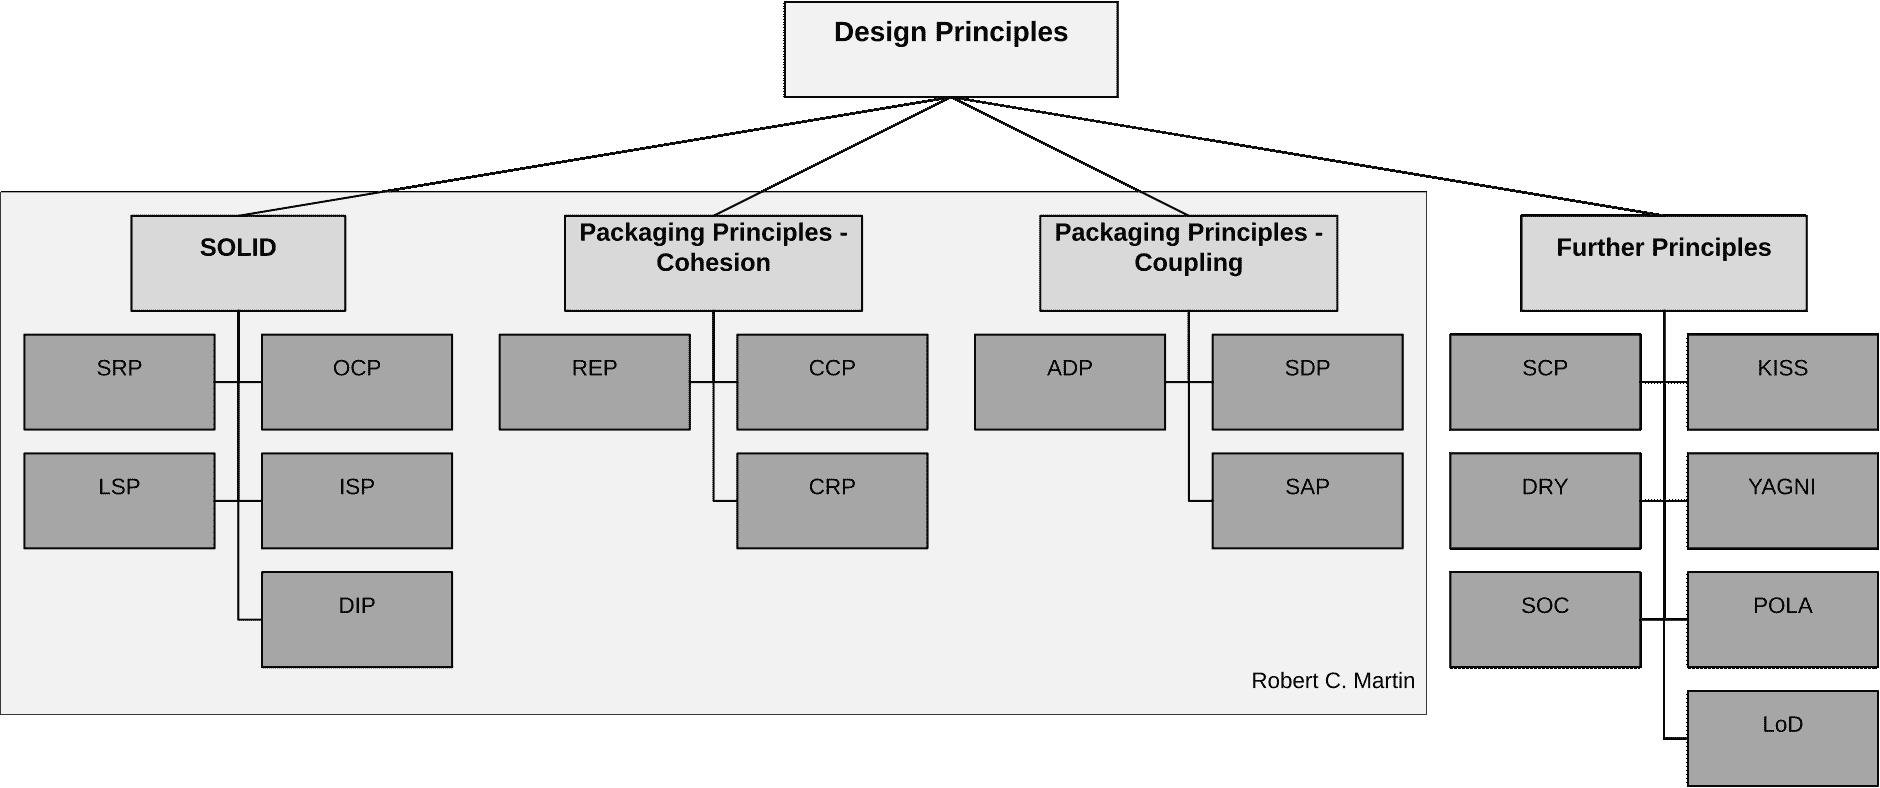 Design Principles
SOLID
Packaging Principles -
Cohesion
Packaging Principles -
Coupling
Further Principles
SRP
OCP
REP
CCP
ADP
SDP
SCP
KISS
LSP
ISP
CRP
SAP
DRY
YAGNI
DIP
SOC
POLA
Robert C. Martin
LoD